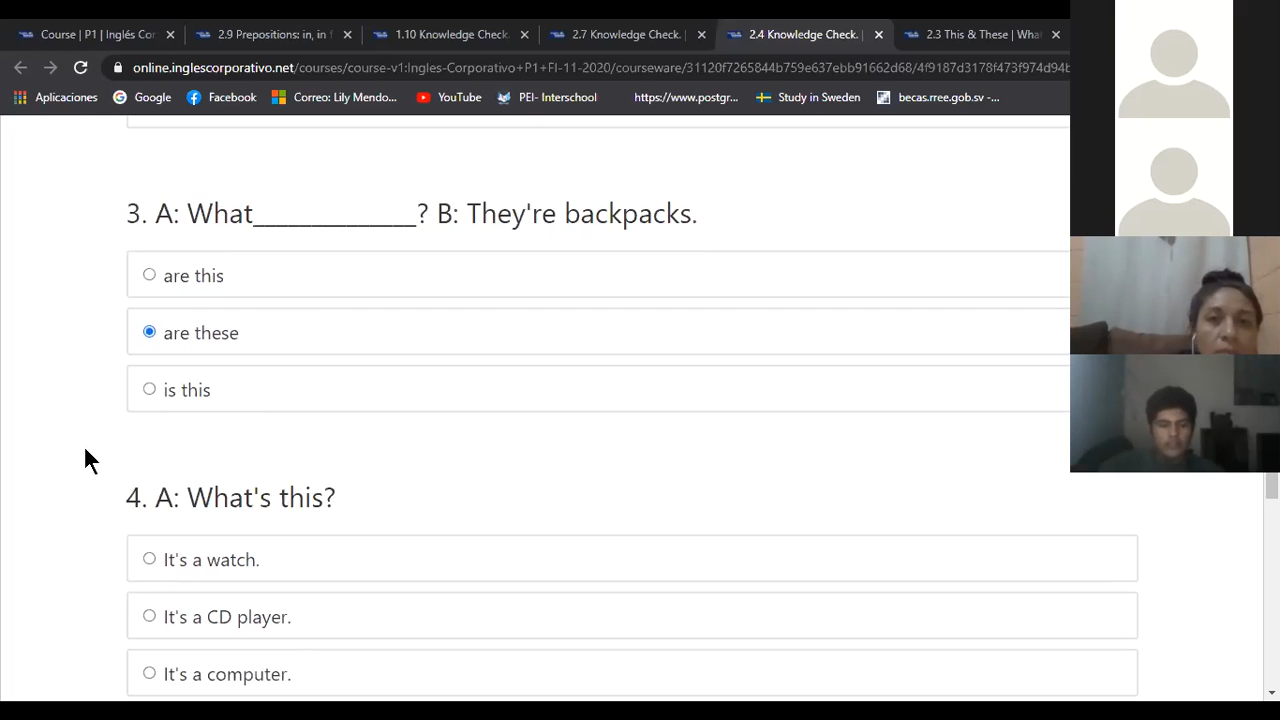 Course | P1 | Inglés Cor
2.9 Prepositions: in, in f
1.10 Knowledge Check.
2.7 Knowledge Check. |
2.4 Knowledge Check. |
2.3 This & These | What
online.inglescorporativo.net/courses/course-v1:Ingles-Corporativo+P1+FI-11-2020/courseware/31120f7265844b759e637ebb91662d68/4f9187d3178f473f974d94b
Aplicaciones
Google
Facebook
Correo: Lily Mendo...
YouTube
PEI- Interschool
https://www.postgr...
Study in Sweden
becas.rree.gob.sv -...
3. A: What______________? B: They're backpacks.
are this
are these
is this
4. A: What's this?
It's a watch.
It's a CD player.
It's a computer.